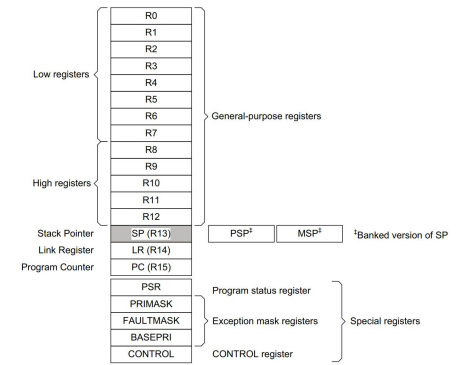 R0
R1
R2
R3
Low registers
R4
R5
R6
General-purpose registers
R7
R8
R9
High registers
R10
R11
R12
Stack Pointer SP (R13) PSP‡ MSP‡ ‡Banked version of SP
Link Register LR (R14)
Program Counter PC (R15)
PSR Program status register
PRIMASK
FAULTMASK Exception mask registers Special registers
BASEPRI
CONTROL CONTROL register